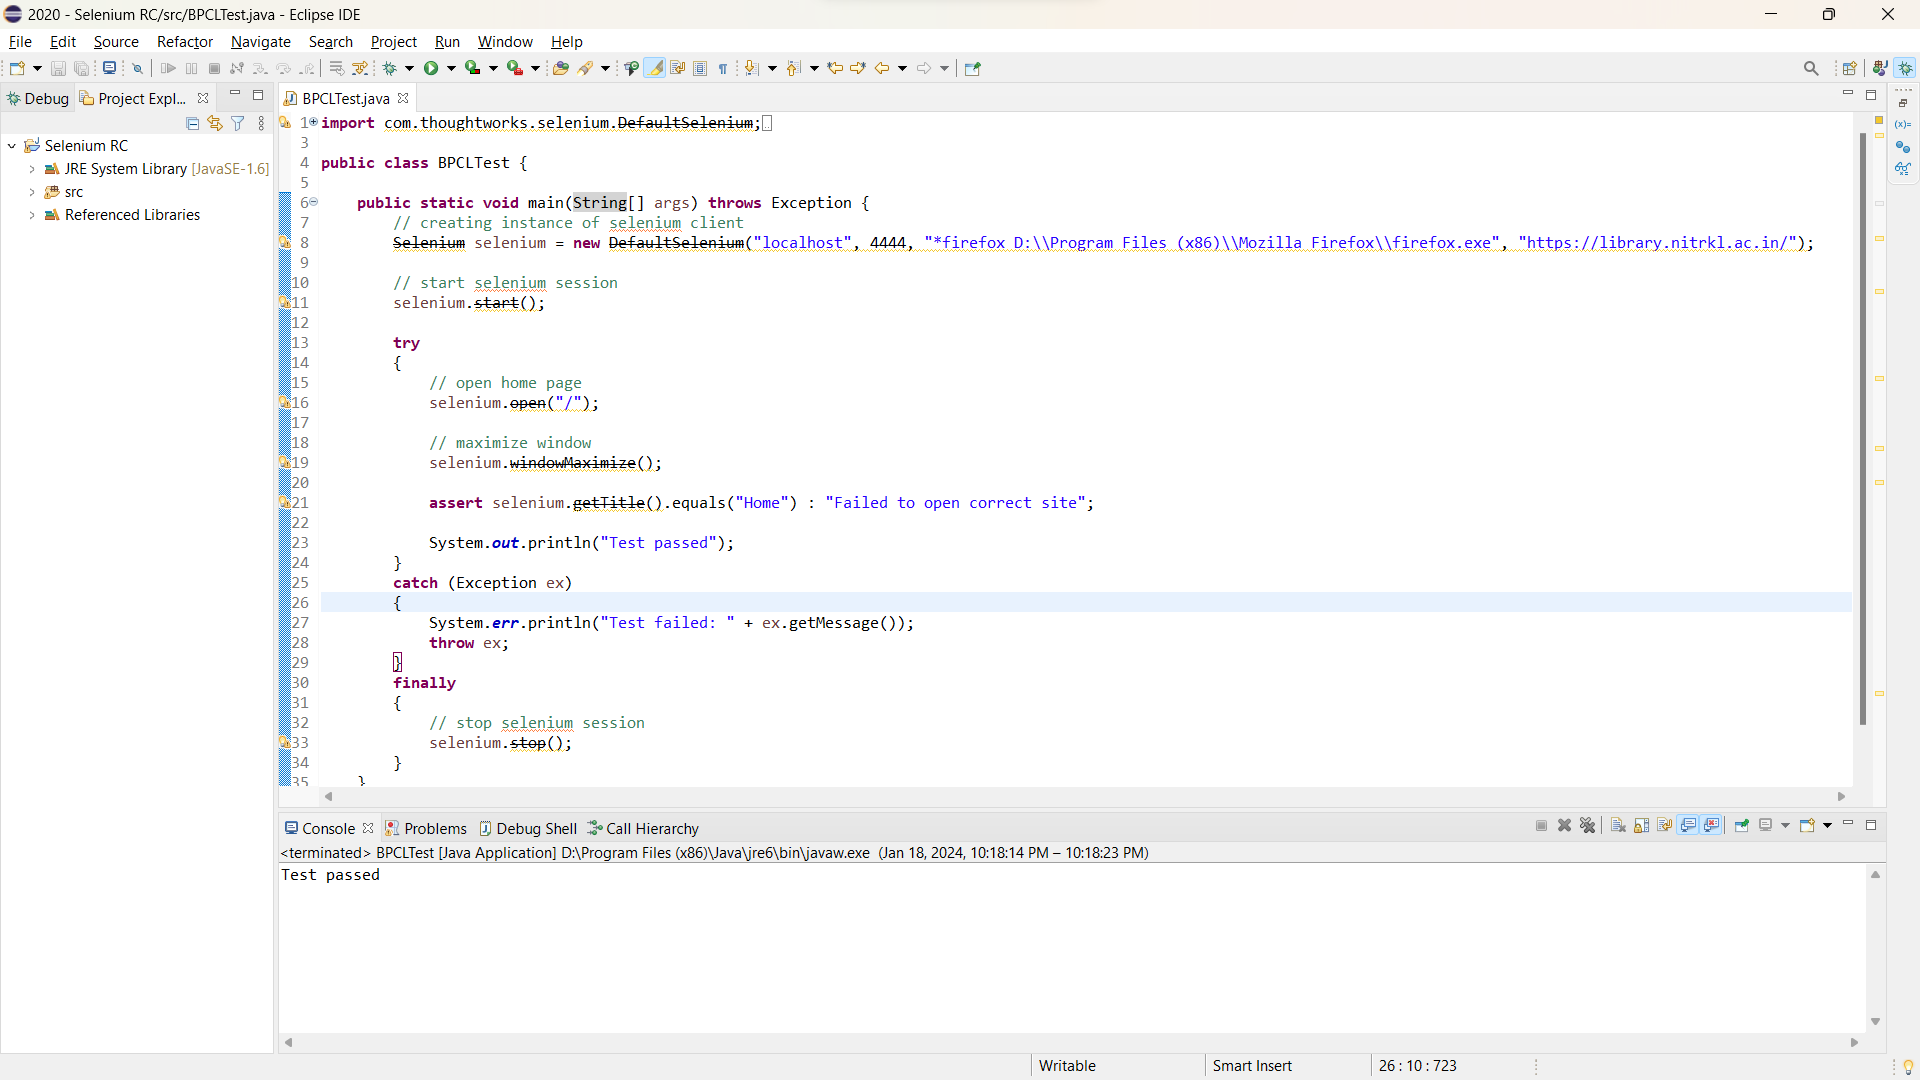 2020 - Selenium RC/src/BPCLTest.java - Eclipse IDE
File Edit Source Refactor Navigate Search Project Run Window Help
Debug Project Expl... BPCLTest.java
Selenium RC
JRE System Library [JavaSE-1.6]
src
Referenced Libraries
1 import com.thoughtworks.selenium.DefaultSelenium;
3
4 public class BPCLTest {
5
6 public static void main(String[] args) throws Exception {
7 // creating instance of selenium client
8 Selenium selenium = new DefaultSelenium("localhost", 4444, "*firefox D:\\Program Files (x86)\\Mozilla Firefox\\firefox.exe", "https://library.nitrkl.ac.in/");
9
10 // start selenium session
11 selenium.start();
12
13 try
14 {
15 // open home page
16 selenium.open("/");
17
18 // maximize window
19 selenium.windowMaximize();
20
21 assert selenium.getTitle().equals("Home") : "Failed to open correct site";
22
23 System.out.println("Test passed");
24 }
25 catch (Exception ex)
26 {
27 System.err.println("Test failed: " + ex.getMessage());
28 throw ex;
29 }
30 finally
31 {
32 // stop selenium session
33 selenium.stop();
34 }
35 }
Console Problems Debug Shell Call Hierarchy
<terminated> BPCLTest [Java Application] D:\Program Files (x86)\Java\jre6\bin\javaw.exe (Jan 18, 2024, 10:18:14 PM – 10:18:23 PM)
Test passed
Writable Smart Insert 26 : 10 : 723